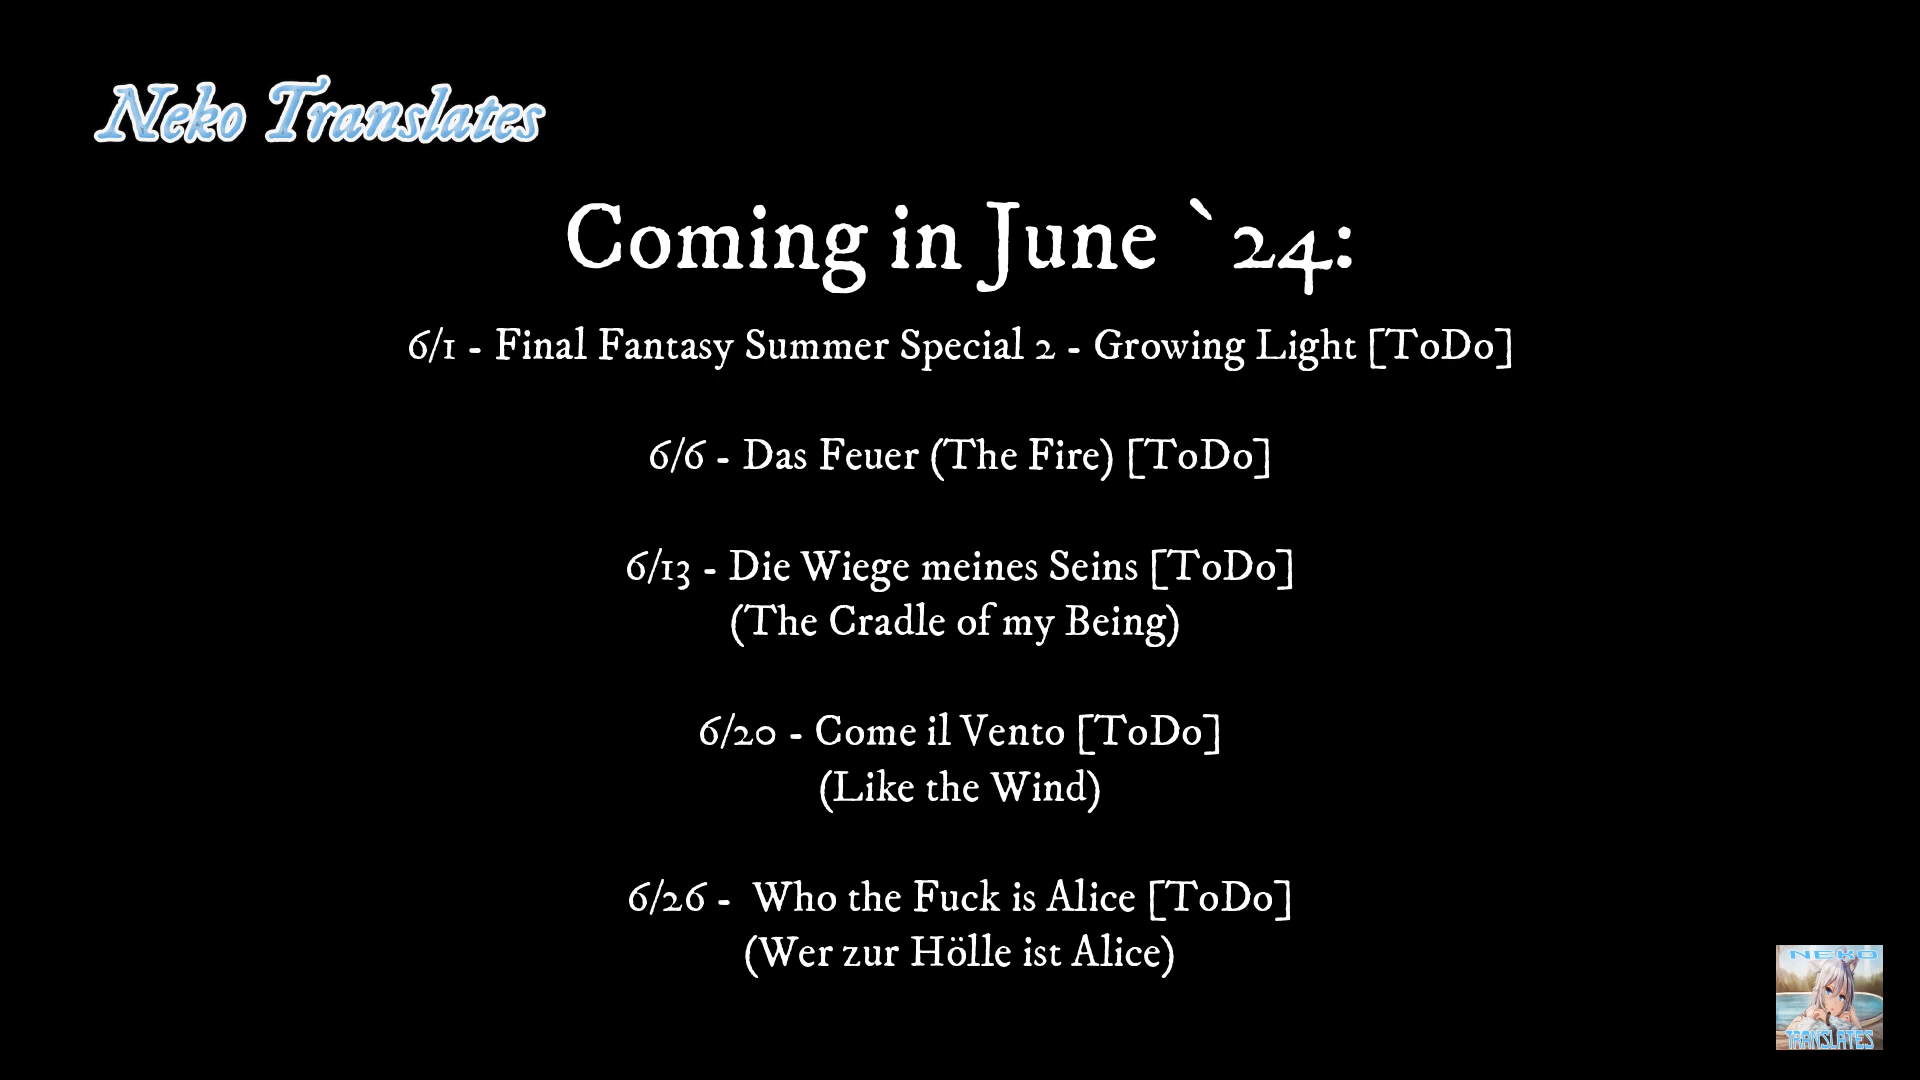 Neko Translates
Coming in June `24:
6/1 - Final Fantasy Summer Special 2 - Growing Light [ToDo]
6/6 - Das Feuer (The Fire) [ToDo]
6/13 - Die Wiege meines Seins [ToDo]
(The Cradle of my Being)
6/20 - Come il Vento [ToDo]
(Like the Wind)
6/26 -  Who the Fuck is Alice [ToDo]
(Wer zur Hölle ist Alice)
NEKO
TRANSLATES